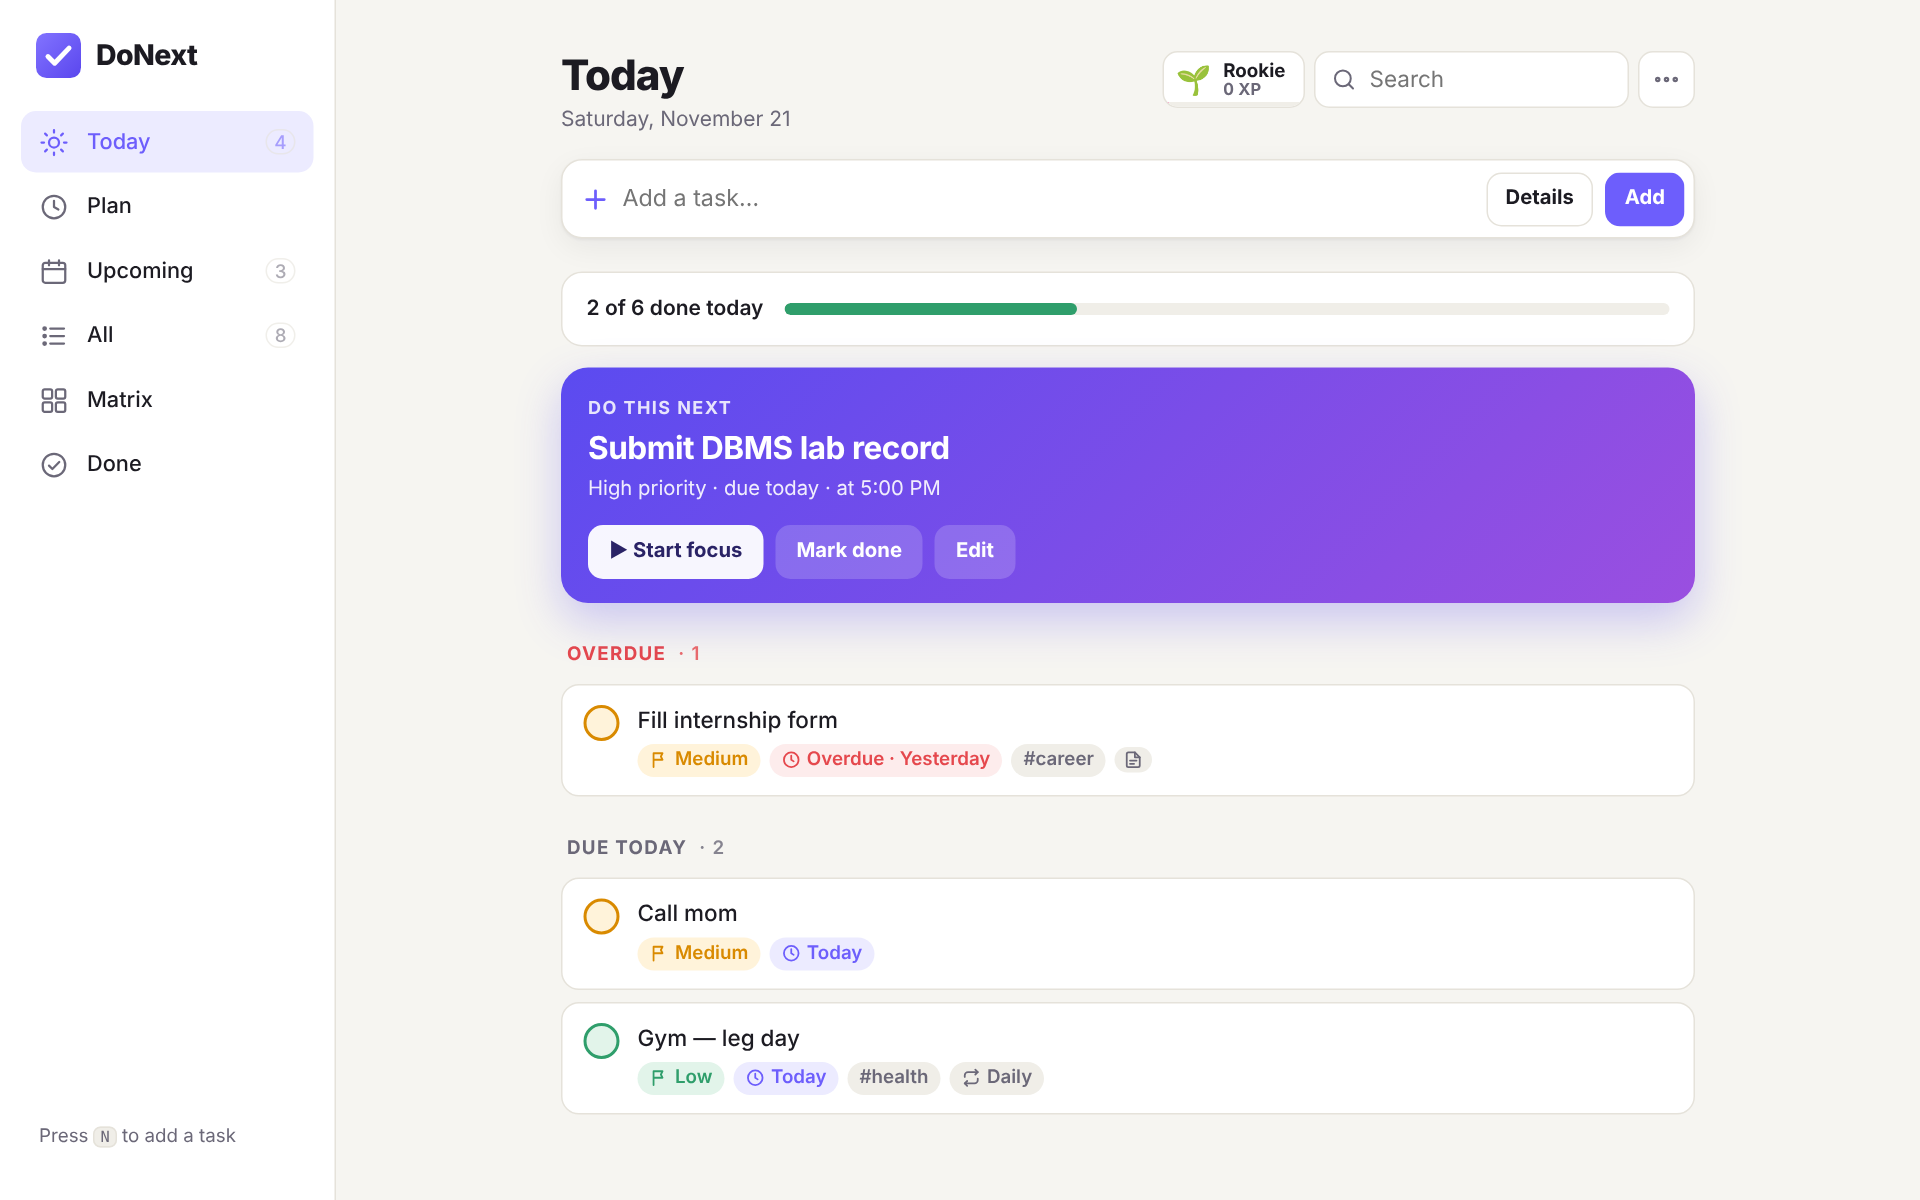 DoNext
Today 4
Plan
Upcoming 3
All 8
Matrix
Done
Press N to add a task
Today
Saturday, November 21
Rookie
0 XP
Search
Add a task...
Details
Add
2 of 6 done today
DO THIS NEXT
Submit DBMS lab record
High priority · due today · at 5:00 PM
▶ Start focus
Mark done
Edit
OVERDUE · 1
Fill internship form
Medium
Overdue · Yesterday
#career
DUE TODAY · 2
Call mom
Medium
Today
Gym — leg day
Low
Today
#health
Daily